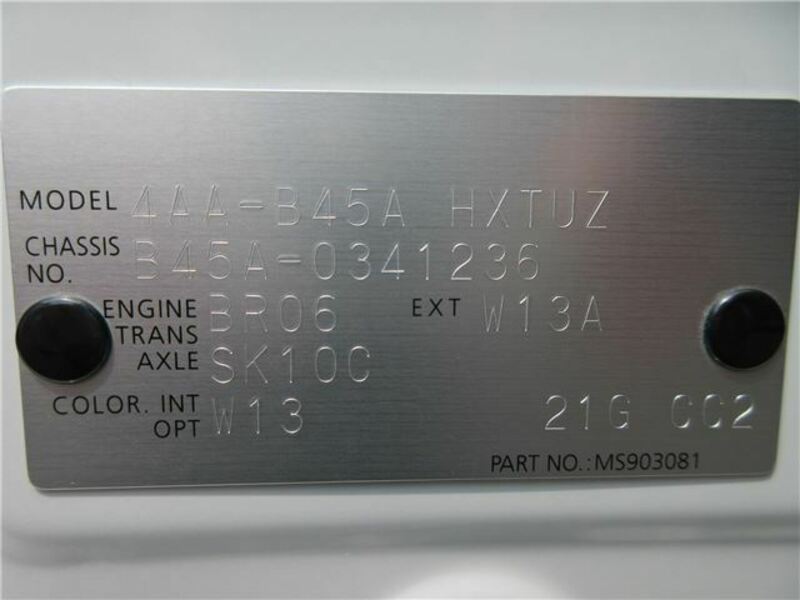 MODEL 4AA-B45A HXTUZ
CHASSIS NO. B45A-0341236
ENGINE BR06 EXT W13A
TRANS AXLE SK10C
COLOR. INT W13 21G CC2
OPT
PART NO.:MS903081